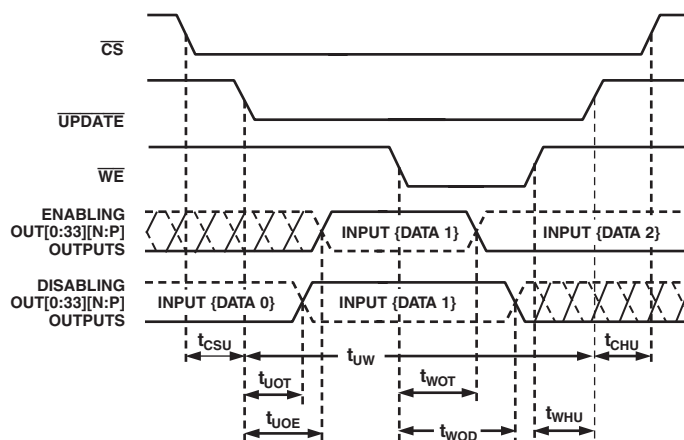 CS
UPDATE
WE
ENABLING
OUT[0:33][N:P]
OUTPUTS
INPUT {DATA 1}
INPUT {DATA 2}
DISABLING
OUT[0:33][N:P]
OUTPUTS
INPUT {DATA 0}
INPUT {DATA 1}
tCSU
tUW
tCHU
tUOT
tWOT
tUOE
tWOD
tWHU